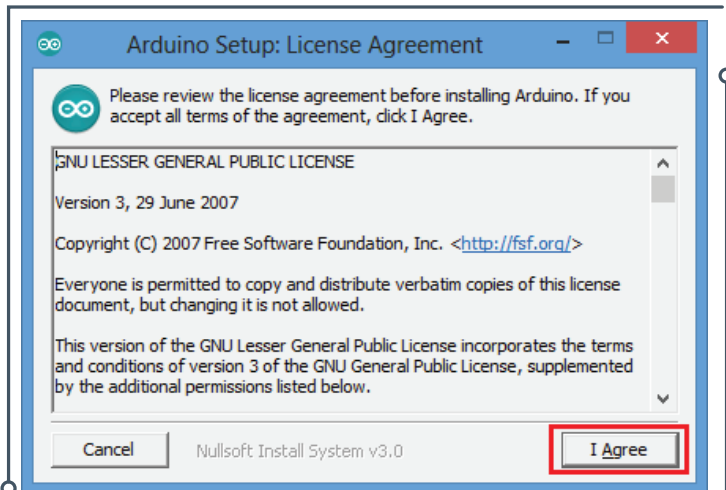 Arduino Setup: License Agreement
Please review the license agreement before installing Arduino. If you
accept all terms of the agreement, click I Agree.
GNU LESSER GENERAL PUBLIC LICENSE
Version 3, 29 June 2007
Copyright (C) 2007 Free Software Foundation, Inc. <http://fsf.org/>
Everyone is permitted to copy and distribute verbatim copies of this license
document, but changing it is not allowed.
This version of the GNU Lesser General Public License incorporates the terms
and conditions of version 3 of the GNU General Public License, supplemented
by the additional permissions listed below.
Cancel
Nullsoft Install System v3.0
I Agree